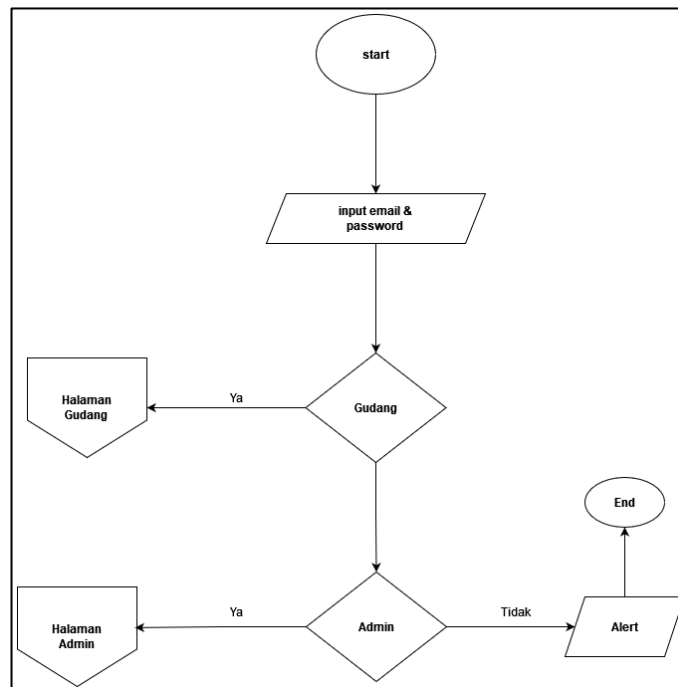 start
input email &
password
Halaman
Gudang
Ya
Gudang
End
Halaman
Admin
Ya
Admin
Tidak
Alert